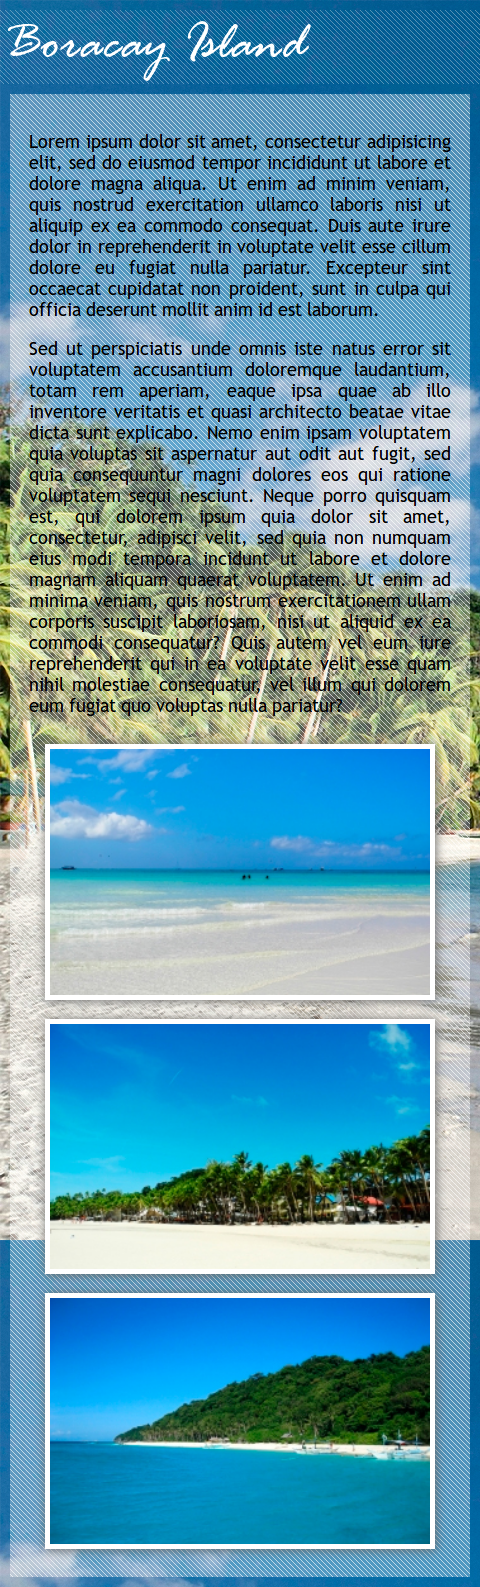 Boracay Island
Lorem ipsum dolor sit amet, consectetur adipisicing
elit, sed do eiusmod tempor incididunt ut labore et
dolore magna aliqua. Ut enim ad minim veniam,
quis nostrud exercitation ullamco laboris nisi ut
aliquip ex ea commodo consequat. Duis aute irure
dolor in reprehenderit in voluptate velit esse cillum
dolore eu fugiat nulla pariatur. Excepteur sint
occaecat cupidatat non proident, sunt in culpa qui
officia deserunt mollit anim id est laborum.
Sed ut perspiciatis unde omnis iste natus error sit
voluptatem accusantium doloremque laudantium,
totam rem aperiam, eaque ipsa quae ab illo
inventore veritatis et quasi architecto beatae vitae
dicta sunt explicabo. Nemo enim ipsam voluptatem
quia voluptas sit aspernatur aut odit aut fugit, sed
quia consequuntur magni dolores eos qui ratione
voluptatem sequi nesciunt. Neque porro quisquam
est, qui dolorem ipsum quia dolor sit amet,
consectetur, adipisci velit, sed quia non numquam
eius modi tempora incidunt ut labore et dolore
magnam aliquam quaerat voluptatem. Ut enim ad
minima veniam, quis nostrum exercitationem ullam
corporis suscipit laboriosam, nisi ut aliquid ex ea
commodi consequatur? Quis autem vel eum iure
reprehenderit qui in ea voluptate velit esse quam
nihil molestiae consequatur, vel illum qui dolorem
eum fugiat quo voluptas nulla pariatur?